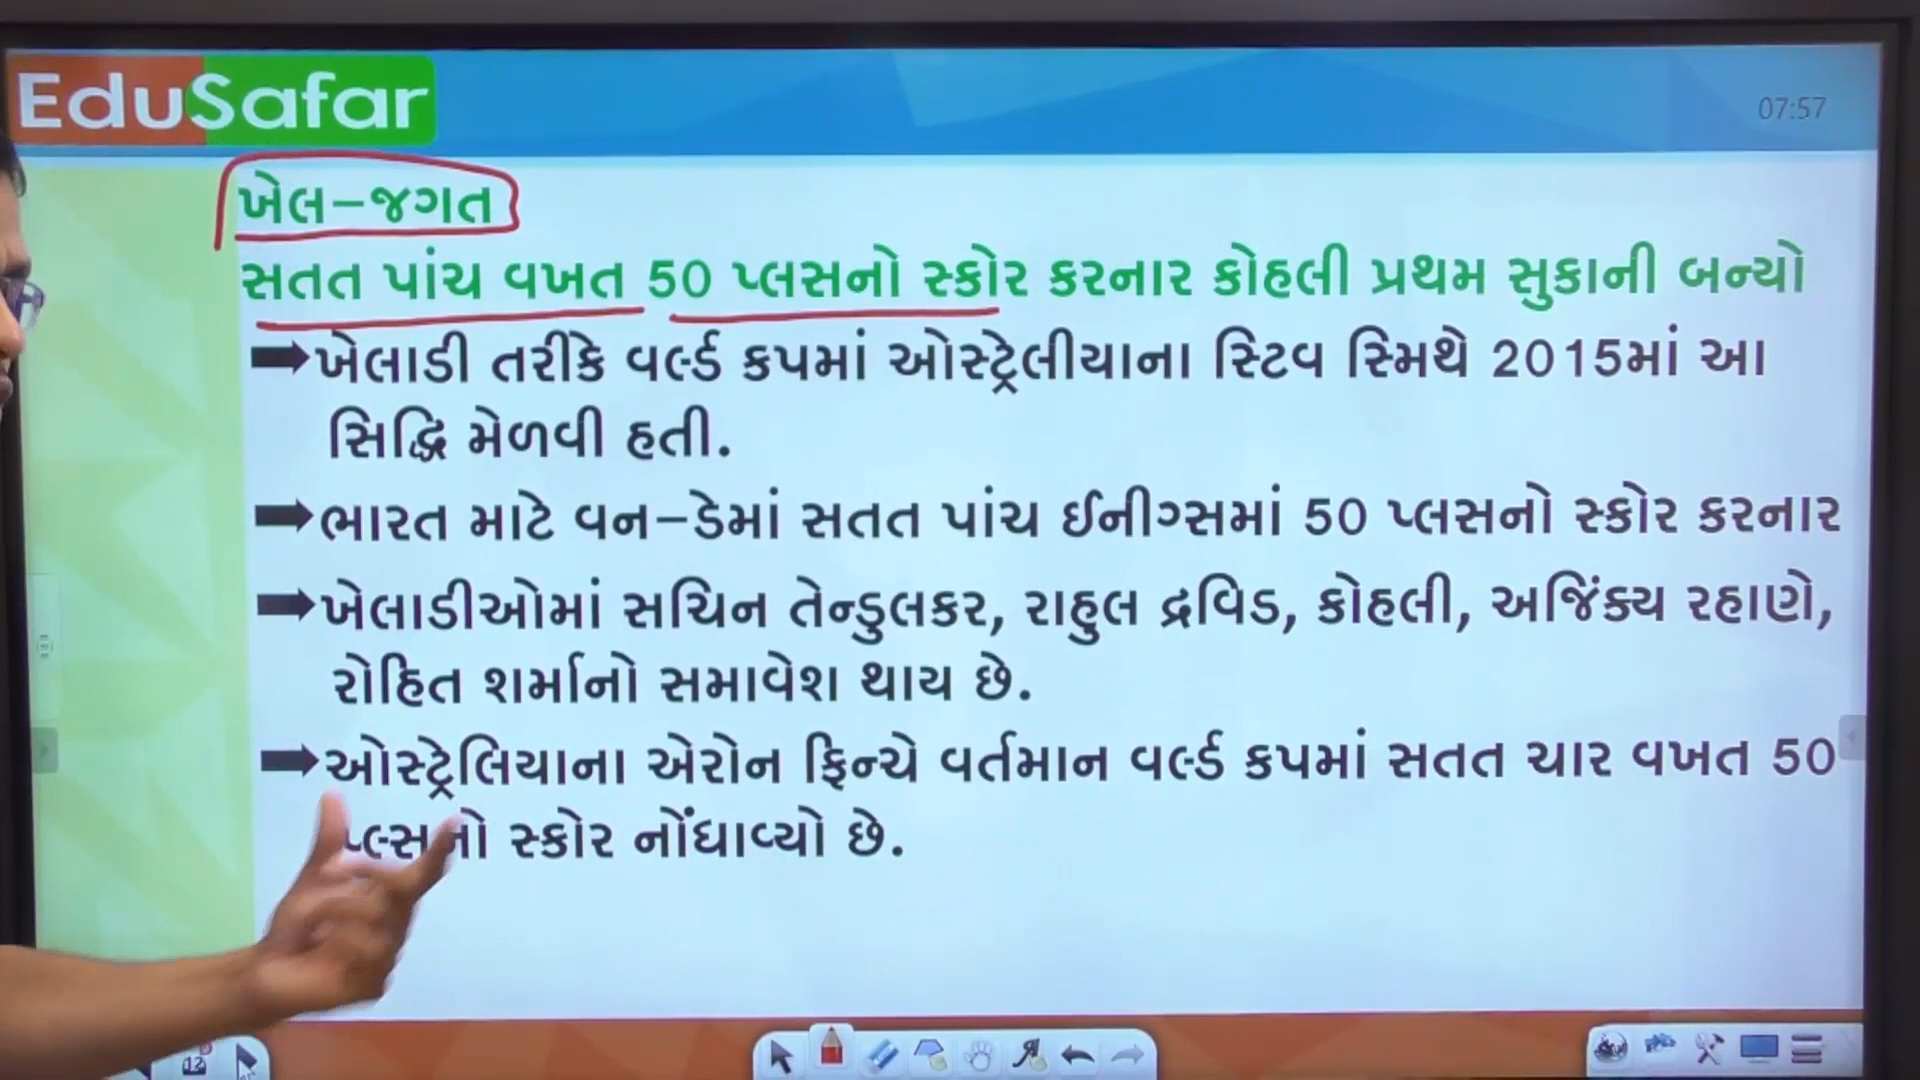 EduSafar
07:57
ખેલ–જગત
સતત પાંચ વખત 50 પ્લસનો સ્કોર કરનાર કોહલી પ્રથમ સુકાની બન્યો
➡ખેલાડી તરીકે વર્લ્ડ કપમાં ઓસ્ટ્રેલીયાના સ્ટિવ સ્મિથે 2015માં આ
સિદ્ધિ મેળવી હતી.
➡ભારત માટે વન–ડેમાં સતત પાંચ ઈનીગ્સમાં 50 પ્લસનો સ્કોર કરનાર
➡ખેલાડીઓમાં સચિન તેન્ડુલકર, રાહુલ દ્રવિડ, કોહલી, અજિંક્ય રહાણે,
રોહિત શર્માનો સમાવેશ થાય છે.
➡ઓસ્ટ્રેલિયાના એરોન ફિન્ચે વર્તમાન વર્લ્ડ કપમાં સતત ચાર વખત 50
સ્કોર નોંધાવ્યો છે.
12